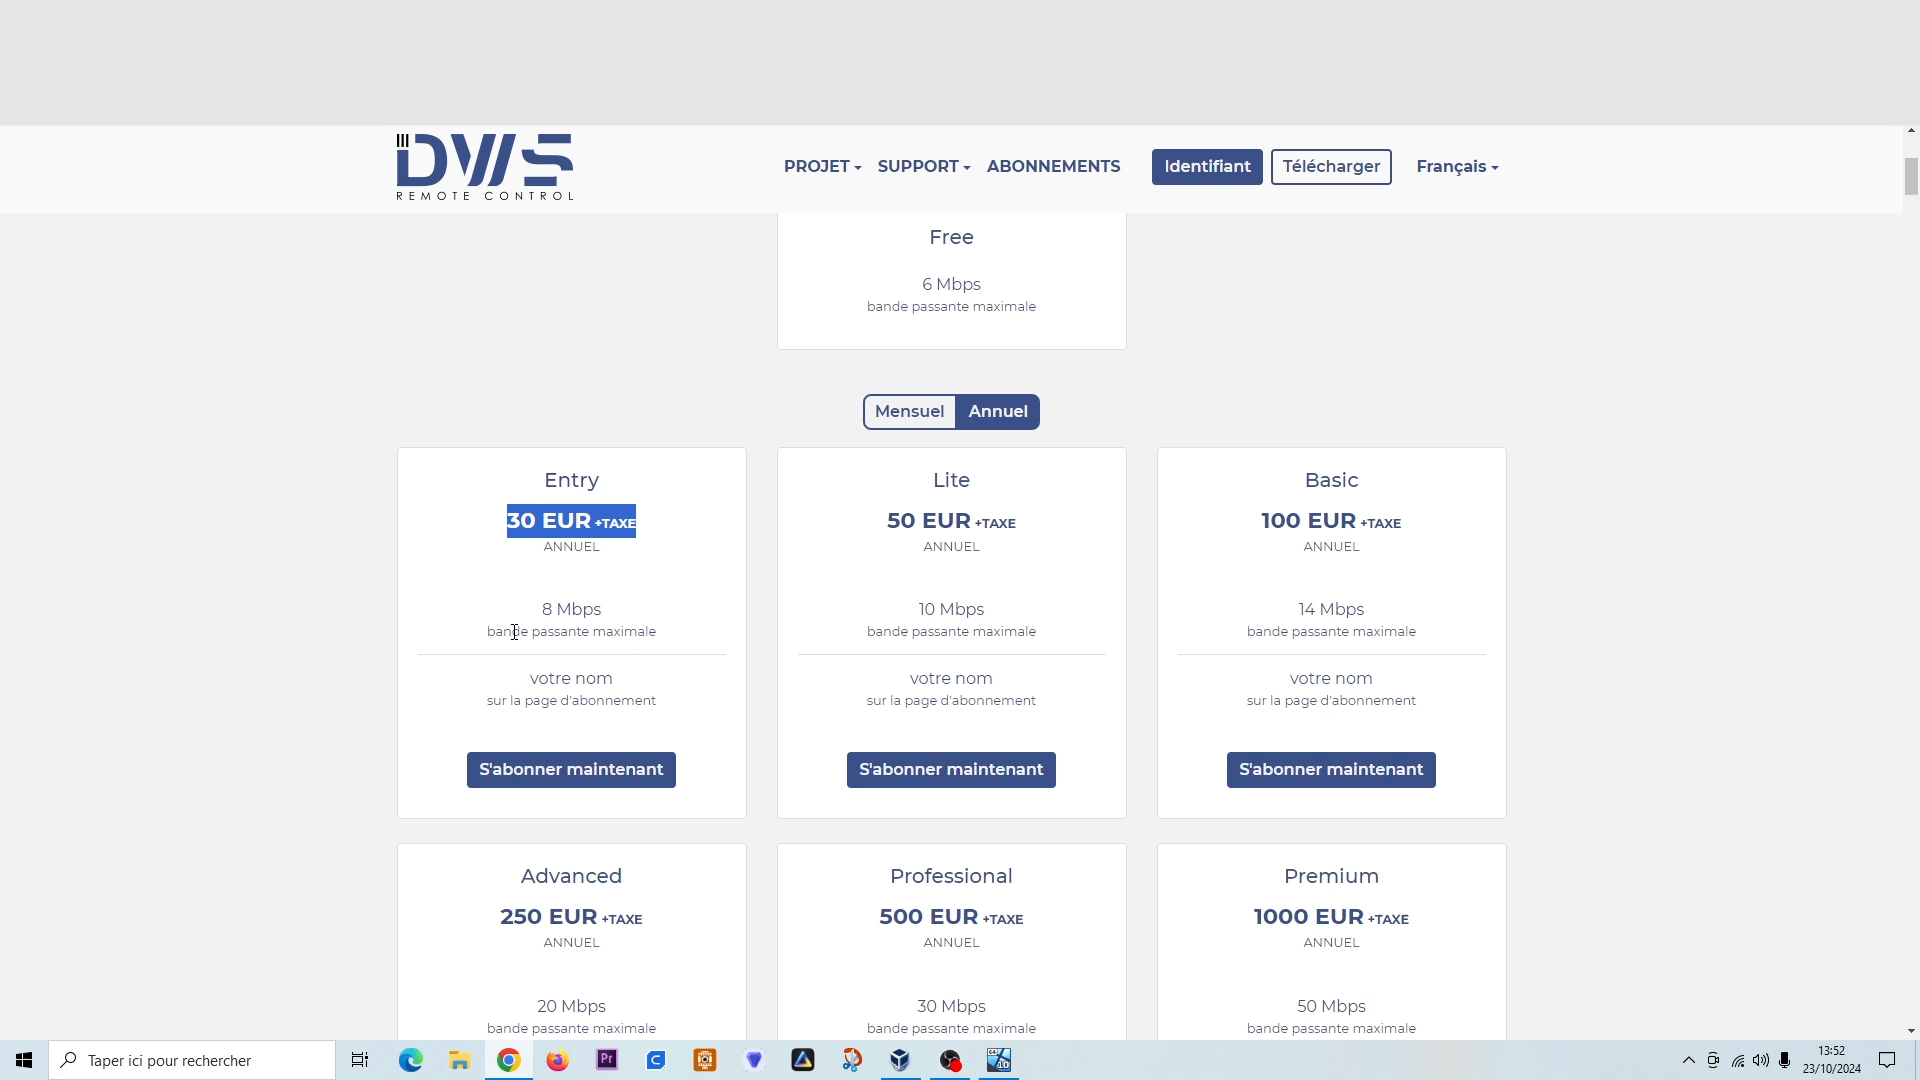 DWS
REMOTE CONTROL
PROJET
SUPPORT
ABONNEMENTS
Identifiant
Télécharger
Français
Free
6 Mbps
bande passante maximale
Mensuel
Annuel
Entry
30 EUR +TAXE
ANNUEL
8 Mbps
bande passante maximale
votre nom
sur la page d'abonnement
S'abonner maintenant
Lite
50 EUR +TAXE
ANNUEL
10 Mbps
bande passante maximale
votre nom
sur la page d'abonnement
S'abonner maintenant
Basic
100 EUR +TAXE
ANNUEL
14 Mbps
bande passante maximale
votre nom
sur la page d'abonnement
S'abonner maintenant
Advanced
250 EUR +TAXE
ANNUEL
20 Mbps
bande passante maximale
Professional
500 EUR +TAXE
ANNUEL
30 Mbps
bande passante maximale
Premium
1000 EUR +TAXE
ANNUEL
50 Mbps
bande passante maximale
Taper ici pour rechercher
Pr
13:52
23/10/2024